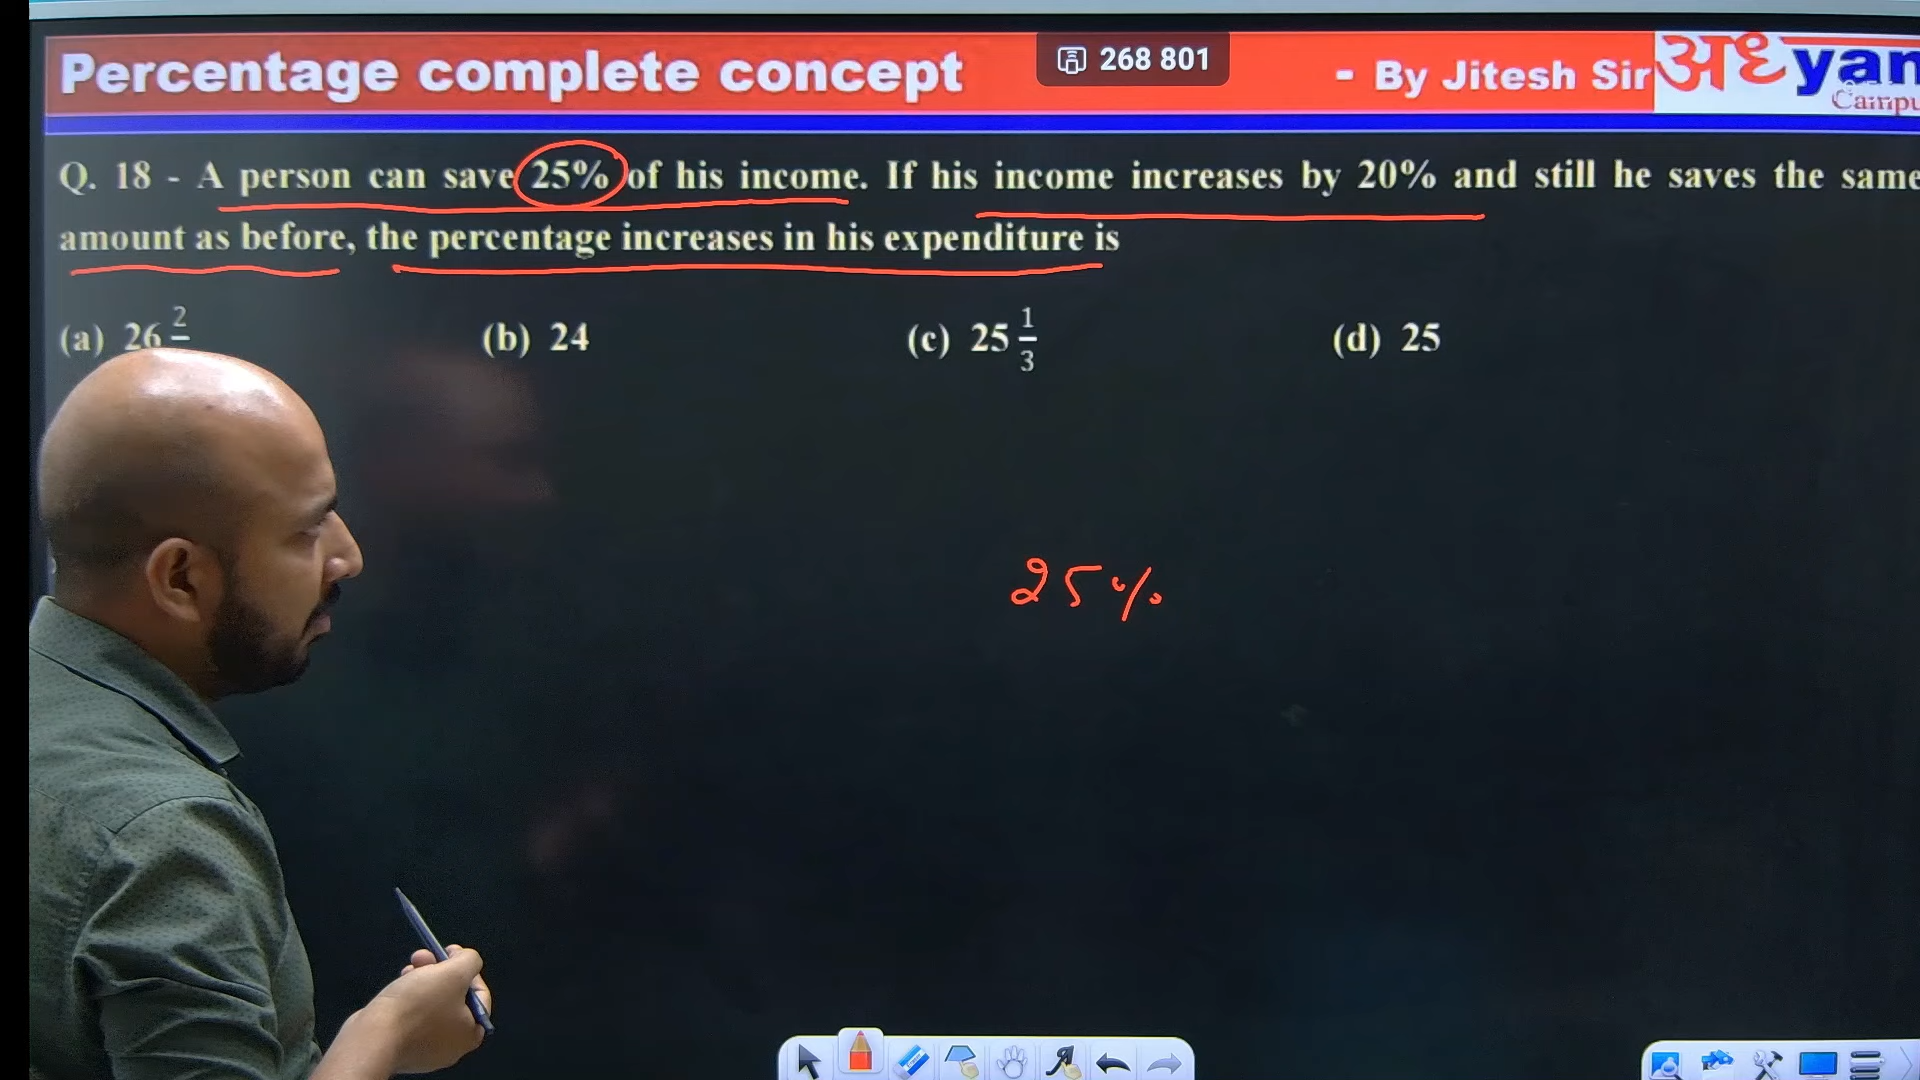 Percentage complete concept
268 801
- By Jitesh Sir
अध्yan
Campu
Q. 18 - A person can save 25% of his income. If his income increases by 20% and still he saves the same
amount as before, the percentage increases in his expenditure is
(a) 26 2
(b) 24
(c) 25 1/3
(d) 25
25%